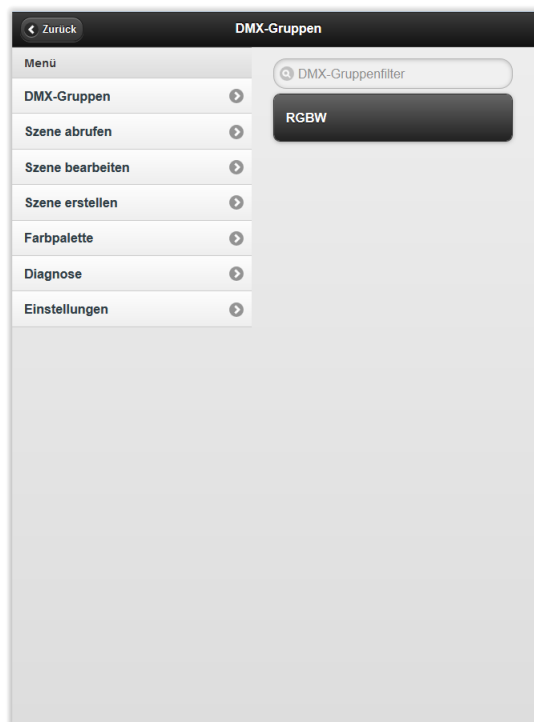 Zurück
DMX-Gruppen
Menü
DMX-Gruppen
Szene abrufen
Szene bearbeiten
Szene erstellen
Farbpalette
Diagnose
Einstellungen
DMX-Gruppenfilter
RGBW